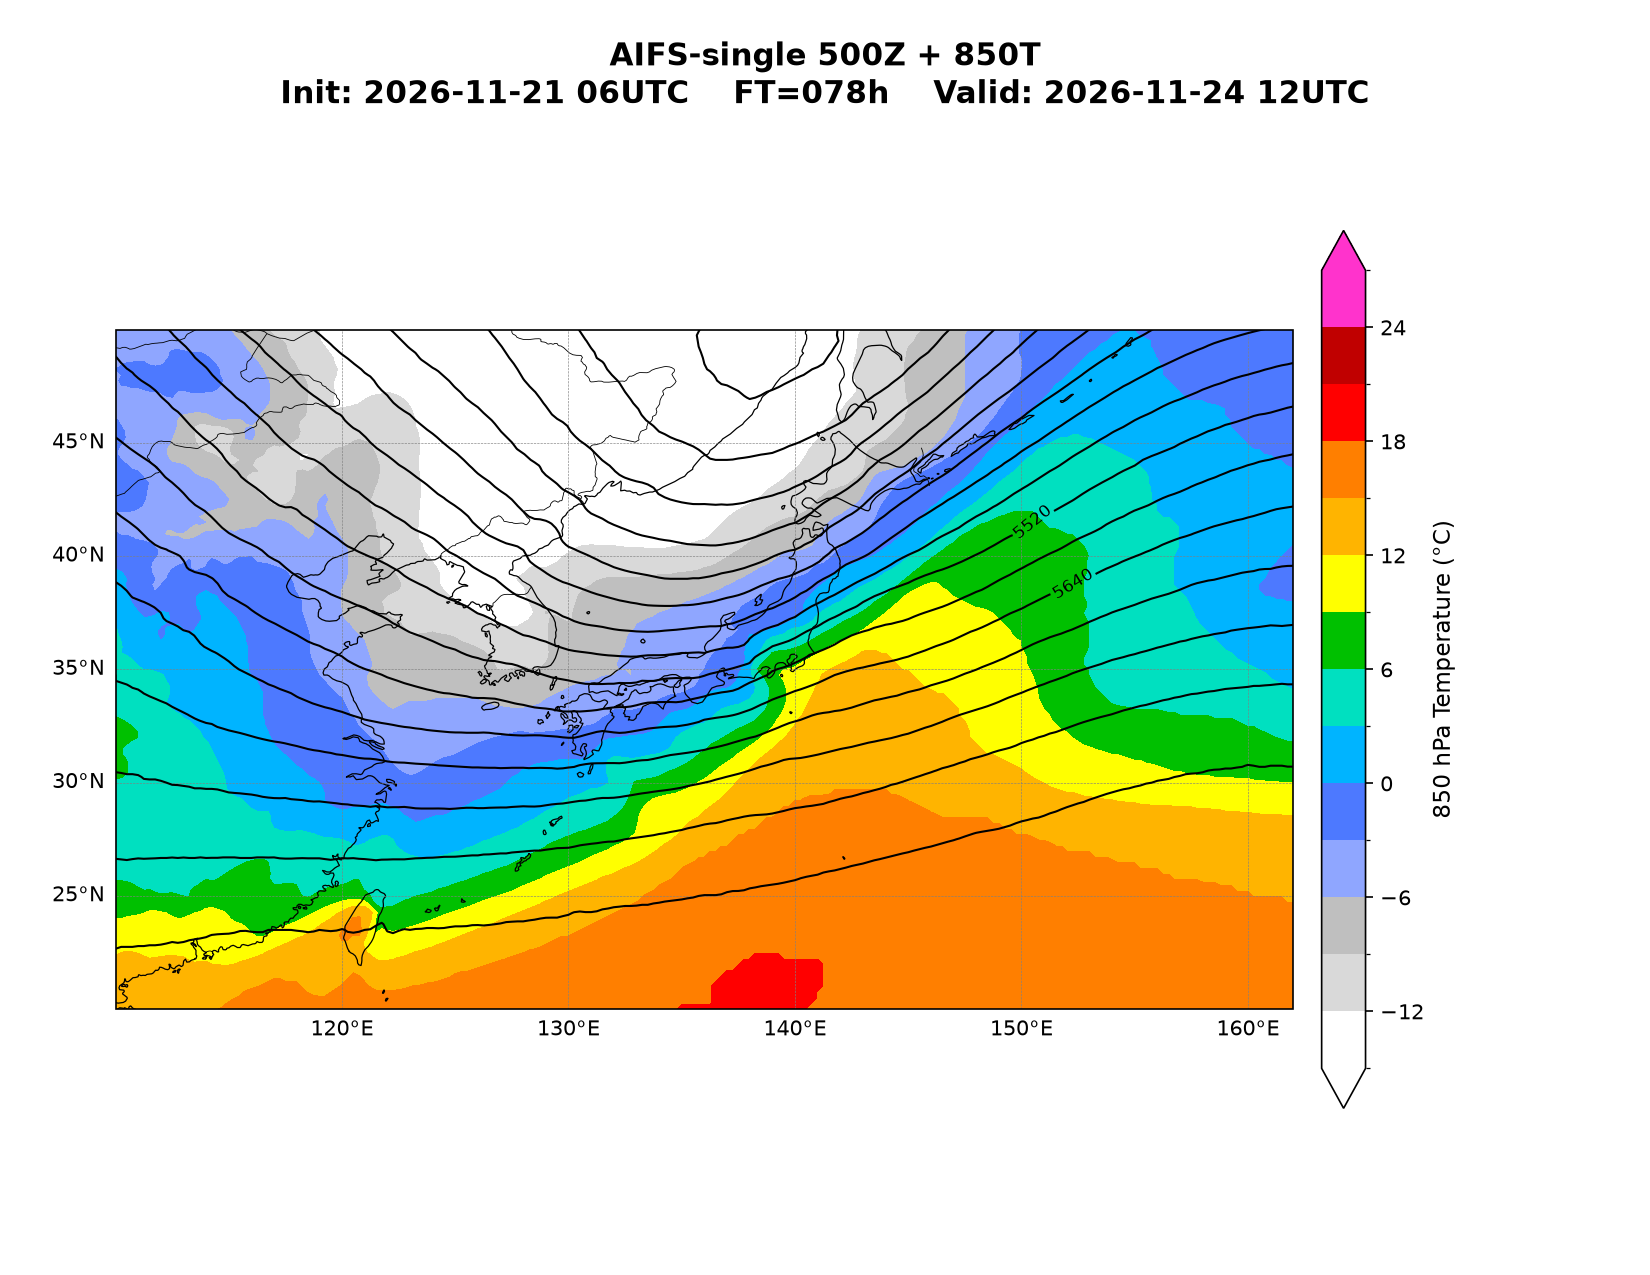 AIFS-single 500Z + 850T
Init: 2026-11-21 06UTC    FT=078h    Valid: 2026-11-24 12UTC
24
18
12
6
0
−6
−12
850 hPa Temperature (°C)
45°N
40°N
35°N
30°N
25°N
5520
5640
120°E
130°E
140°E
150°E
160°E